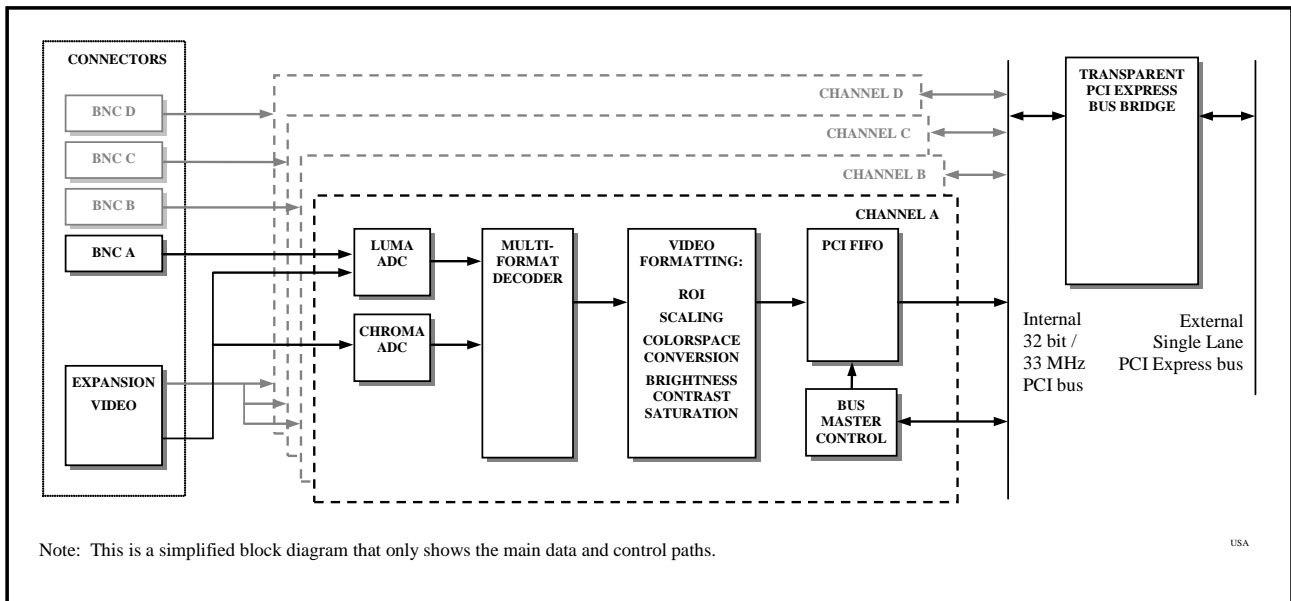 CONNECTORS
BNC D
BNC C
BNC B
BNC A
EXPANSION
VIDEO
CHANNEL D
CHANNEL C
CHANNEL B
CHANNEL A
LUMA
ADC
CHROMA
ADC
MULTI-
FORMAT
DECODER
VIDEO
FORMATTING:
ROI
SCALING
COLORSPACE
CONVERSION
BRIGHTNESS
CONTRAST
SATURATION
PCI FIFO
BUS
MASTER
CONTROL
TRANSPARENT
PCI EXPRESS
BUS BRIDGE
Internal
32 bit /
33 MHz
PCI bus
External
Single Lane
PCI Express bus
Note: This is a simplified block diagram that only shows the main data and control paths.
USA